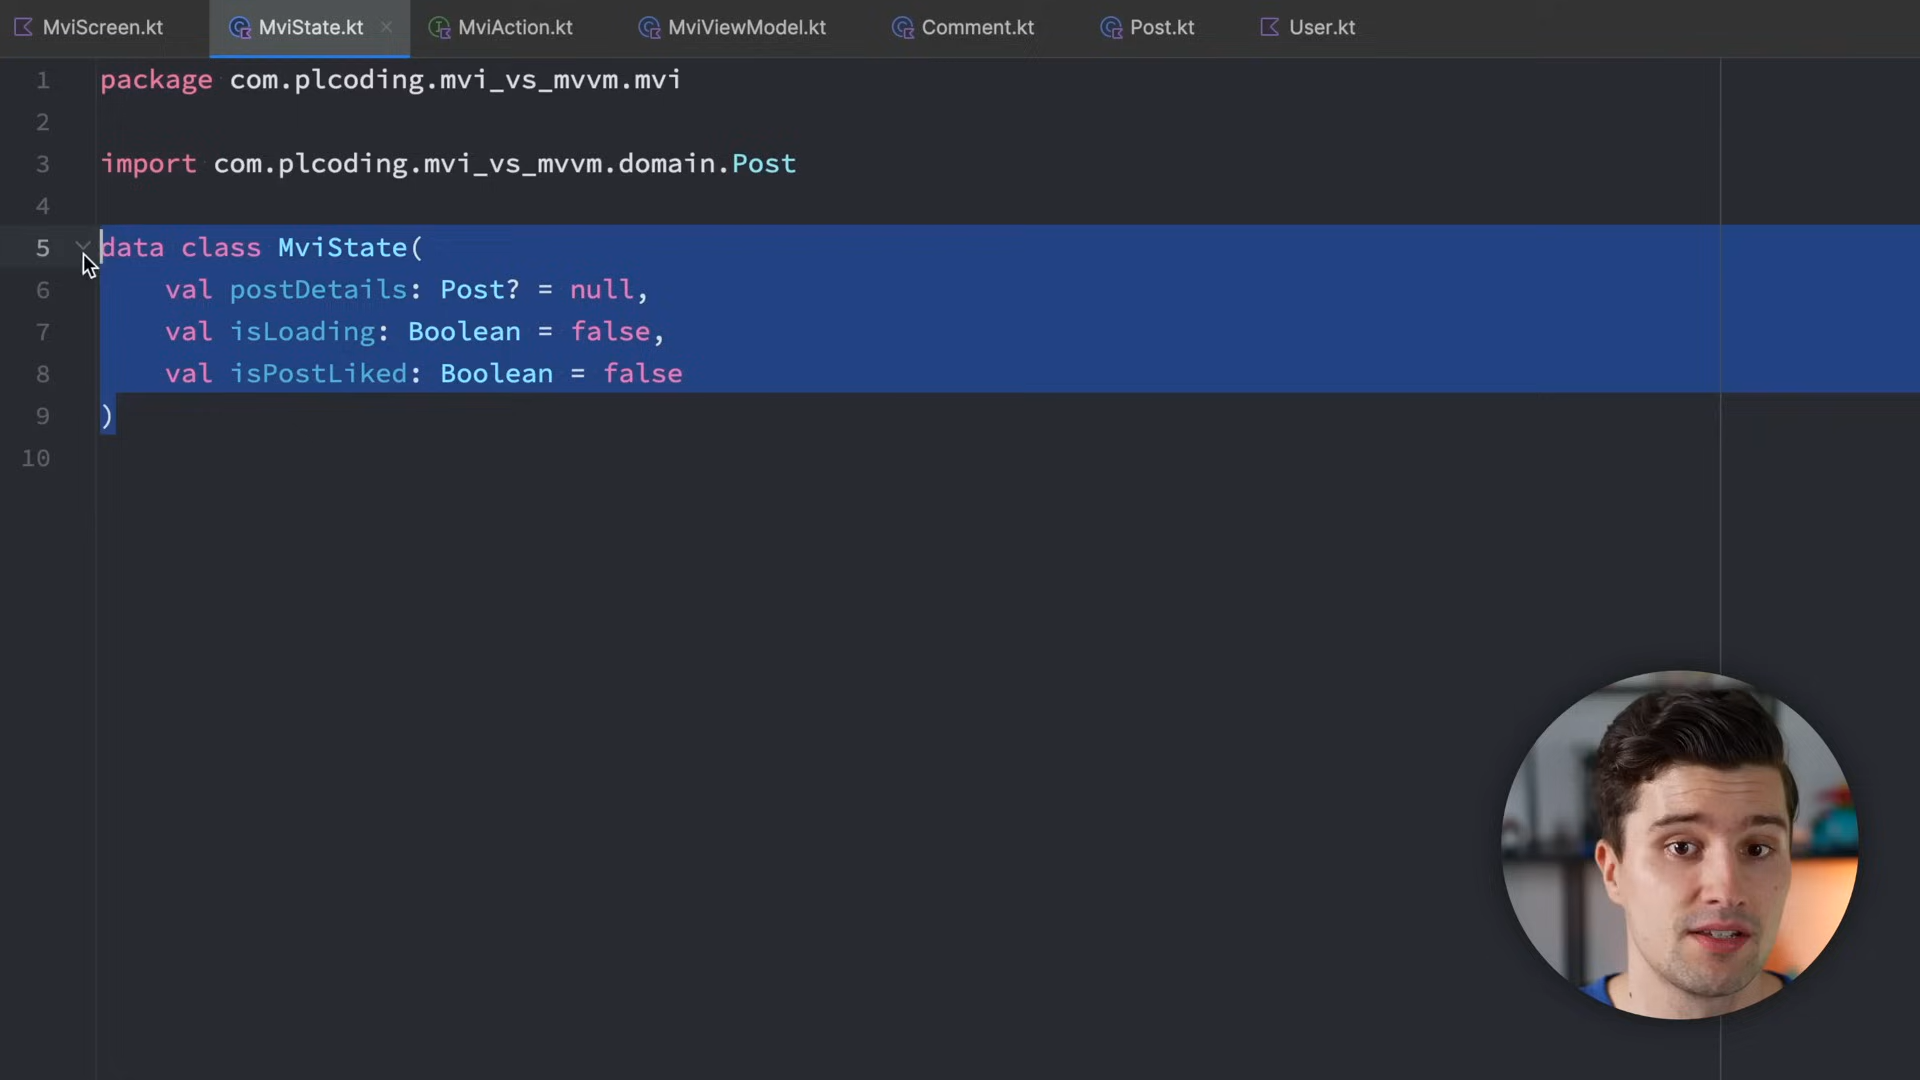 MviScreen.kt
MviState.kt
MviAction.kt
MviViewModel.kt
Comment.kt
Post.kt
User.kt
1 package com.plcoding.mvi_vs_mvvm.mvi
2
3 import com.plcoding.mvi_vs_mvvm.domain.Post
4
5 data class MviState(
6     val postDetails: Post? = null,
7     val isLoading: Boolean = false,
8     val isPostLiked: Boolean = false
9 )
10